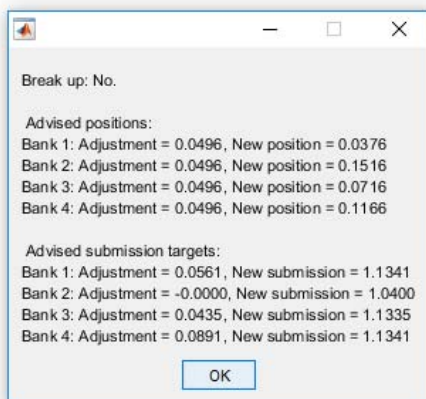 Break up: No.
Advised positions:
Bank 1: Adjustment = 0.0496, New position = 0.0376
Bank 2: Adjustment = 0.0496, New position = 0.1516
Bank 3: Adjustment = 0.0496, New position = 0.0716
Bank 4: Adjustment = 0.0496, New position = 0.1166
Advised submission targets:
Bank 1: Adjustment = 0.0561, New submission = 1.1341
Bank 2: Adjustment = -0.0000, New submission = 1.0400
Bank 3: Adjustment = 0.0435, New submission = 1.1335
Bank 4: Adjustment = 0.0891, New submission = 1.1341
OK